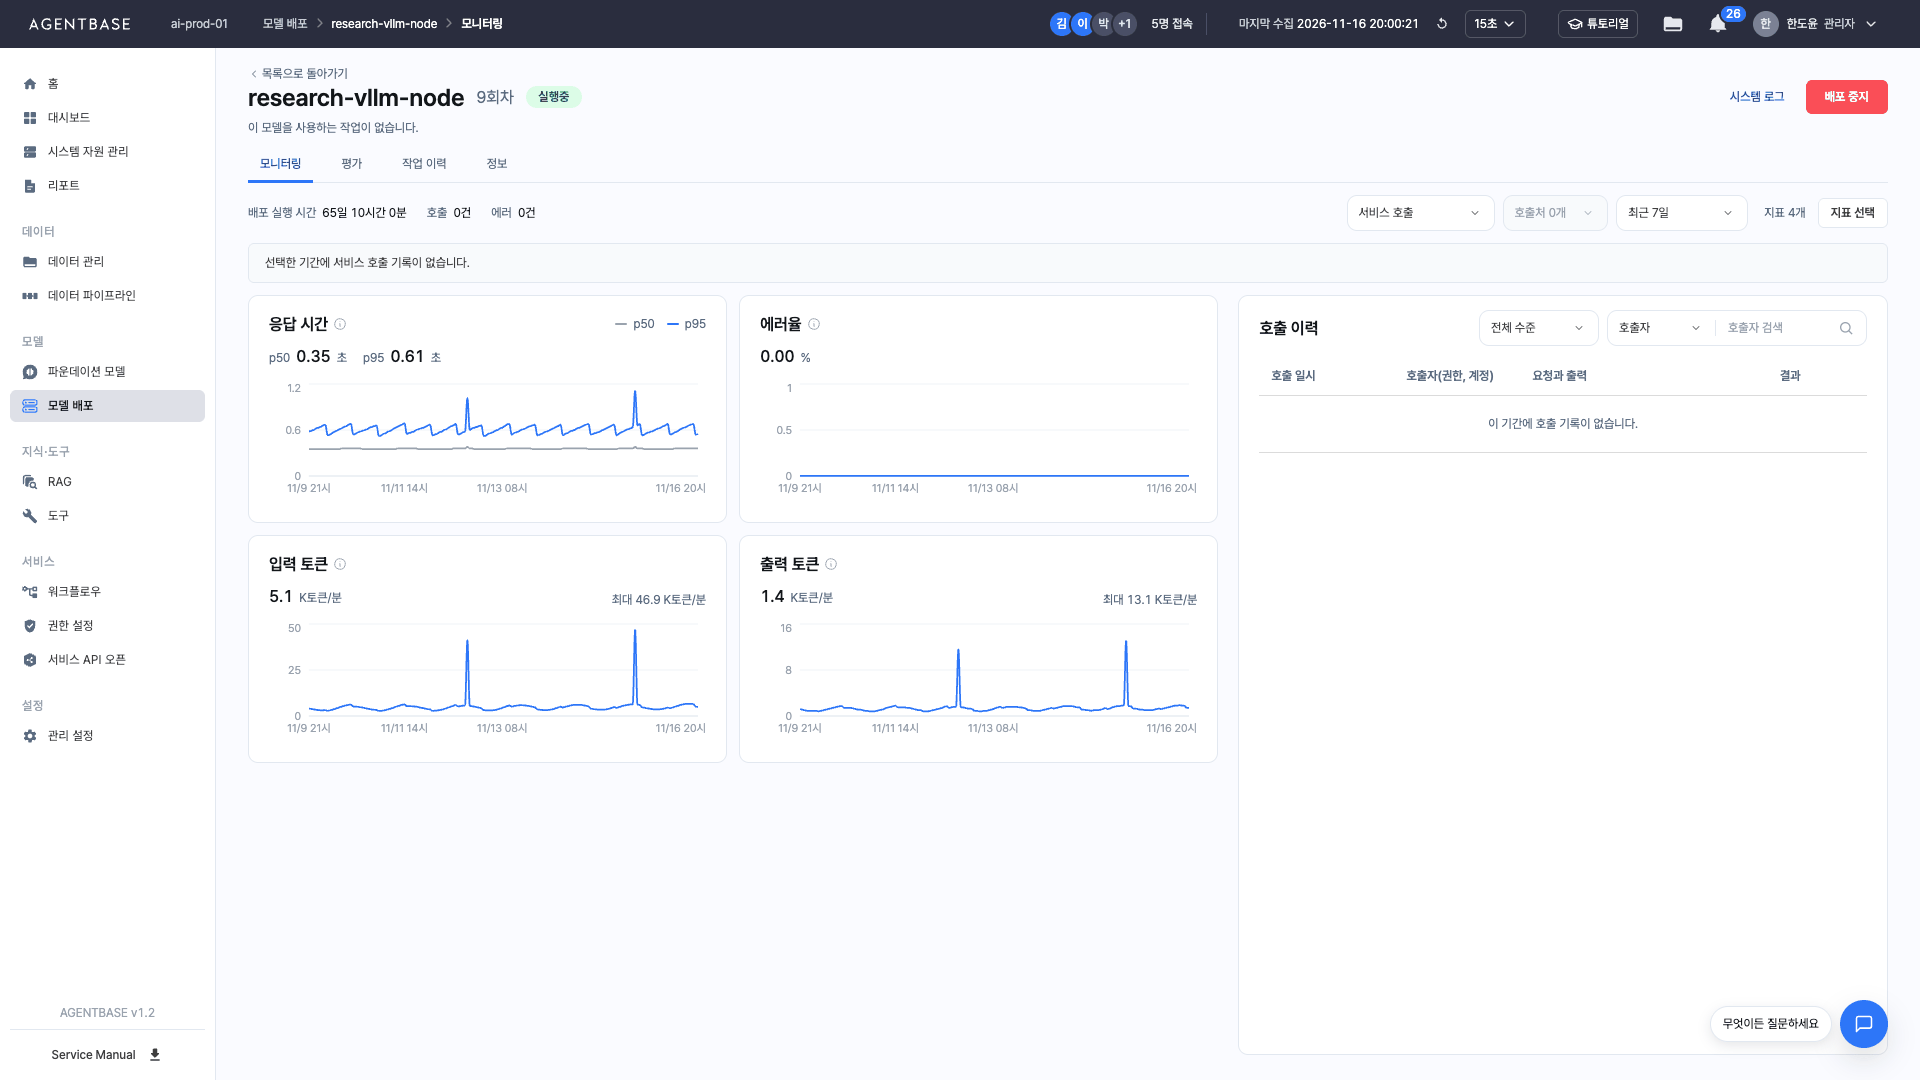 AGENTBASE
ai-prod-01
모델 배포
research-vllm-node
모니터링
김
이
박
+1
5명 접속
마지막 수집 2026-11-16 20:00:21
15초
튜토리얼
26
한
한도윤 관리자
홈
대시보드
시스템 자원 관리
리포트
데이터
데이터 관리
데이터 파이프라인
모델
파운데이션 모델
모델 배포
지식·도구
RAG
도구
서비스
워크플로우
권한 설정
서비스 API 오픈
설정
관리 설정
AGENTBASE v1.2
Service Manual
목록으로 돌아가기
research-vllm-node 9회차 실행중
이 모델을 사용하는 작업이 없습니다.
시스템 로그
배포 중지
모니터링
평가
작업 이력
정보
배포 실행 시간 65일 10시간 0분 호출 0건 에러 0건
서비스 호출
호출처 0개
최근 7일
지표 4개
지표 선택
선택한 기간에 서비스 호출 기록이 없습니다.
응답 시간
p50
p95
p50 0.35 초 p95 0.61 초
1.2
0.6
0
11/9 21시
11/11 14시
11/13 08시
11/16 20시
에러율
0.00 %
1
0.5
0
11/9 21시
11/11 14시
11/13 08시
11/16 20시
입력 토큰
5.1 K토큰/분
최대 46.9 K토큰/분
50
25
0
11/9 21시
11/11 14시
11/13 08시
11/16 20시
출력 토큰
1.4 K토큰/분
최대 13.1 K토큰/분
16
8
0
11/9 21시
11/11 14시
11/13 08시
11/16 20시
호출 이력
전체 수준
호출자
호출자 검색
호출 일시
호출자(권한, 계정)
요청과 출력
결과
이 기간에 호출 기록이 없습니다.
무엇이든 질문하세요